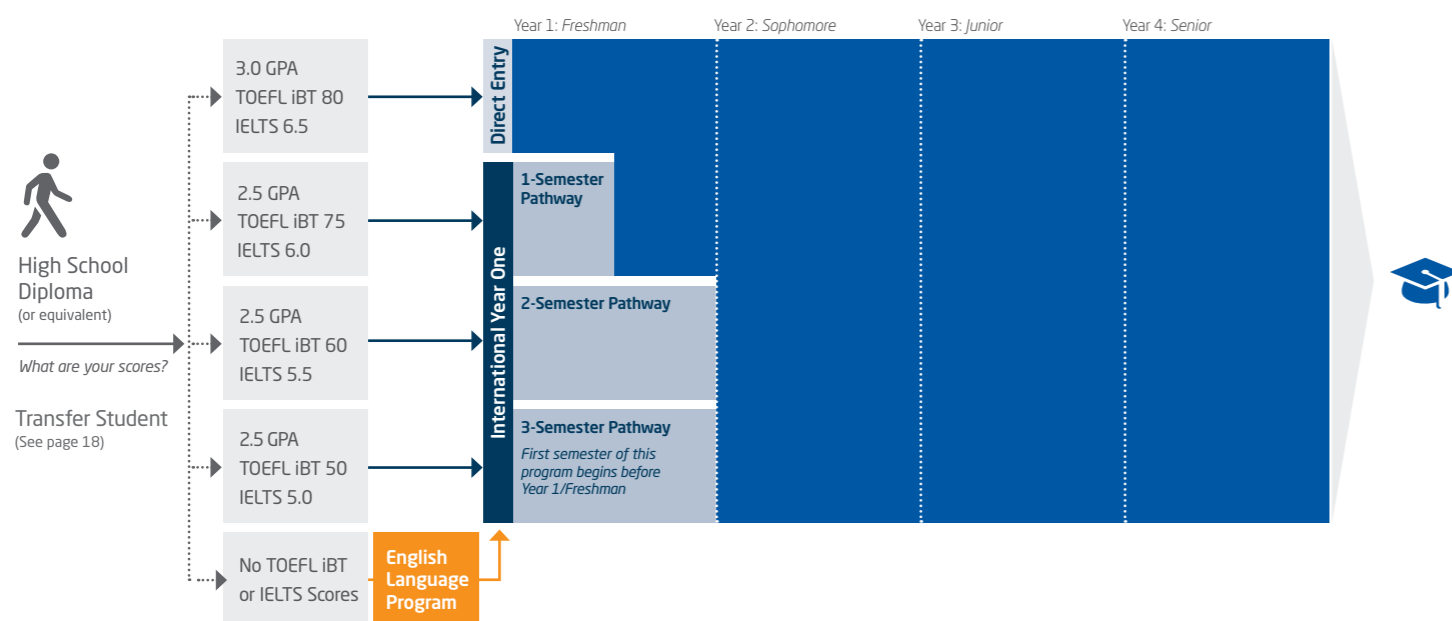 Year 1: Freshman
Year 2: Sophomore
Year 3: Junior
Year 4: Senior
High School
Diploma
(or equivalent)
What are your scores?
Transfer Student
(See page 18)
3.0 GPA
TOEFL iBT 80
IELTS 6.5
Direct Entry
2.5 GPA
TOEFL iBT 75
IELTS 6.0
International Year One
1-Semester
Pathway
2.5 GPA
TOEFL iBT 60
IELTS 5.5
2-Semester Pathway
2.5 GPA
TOEFL iBT 50
IELTS 5.0
3-Semester Pathway
First semester of this
program begins before
Year 1/Freshman
No TOEFL iBT
or IELTS Scores
English
Language
Program